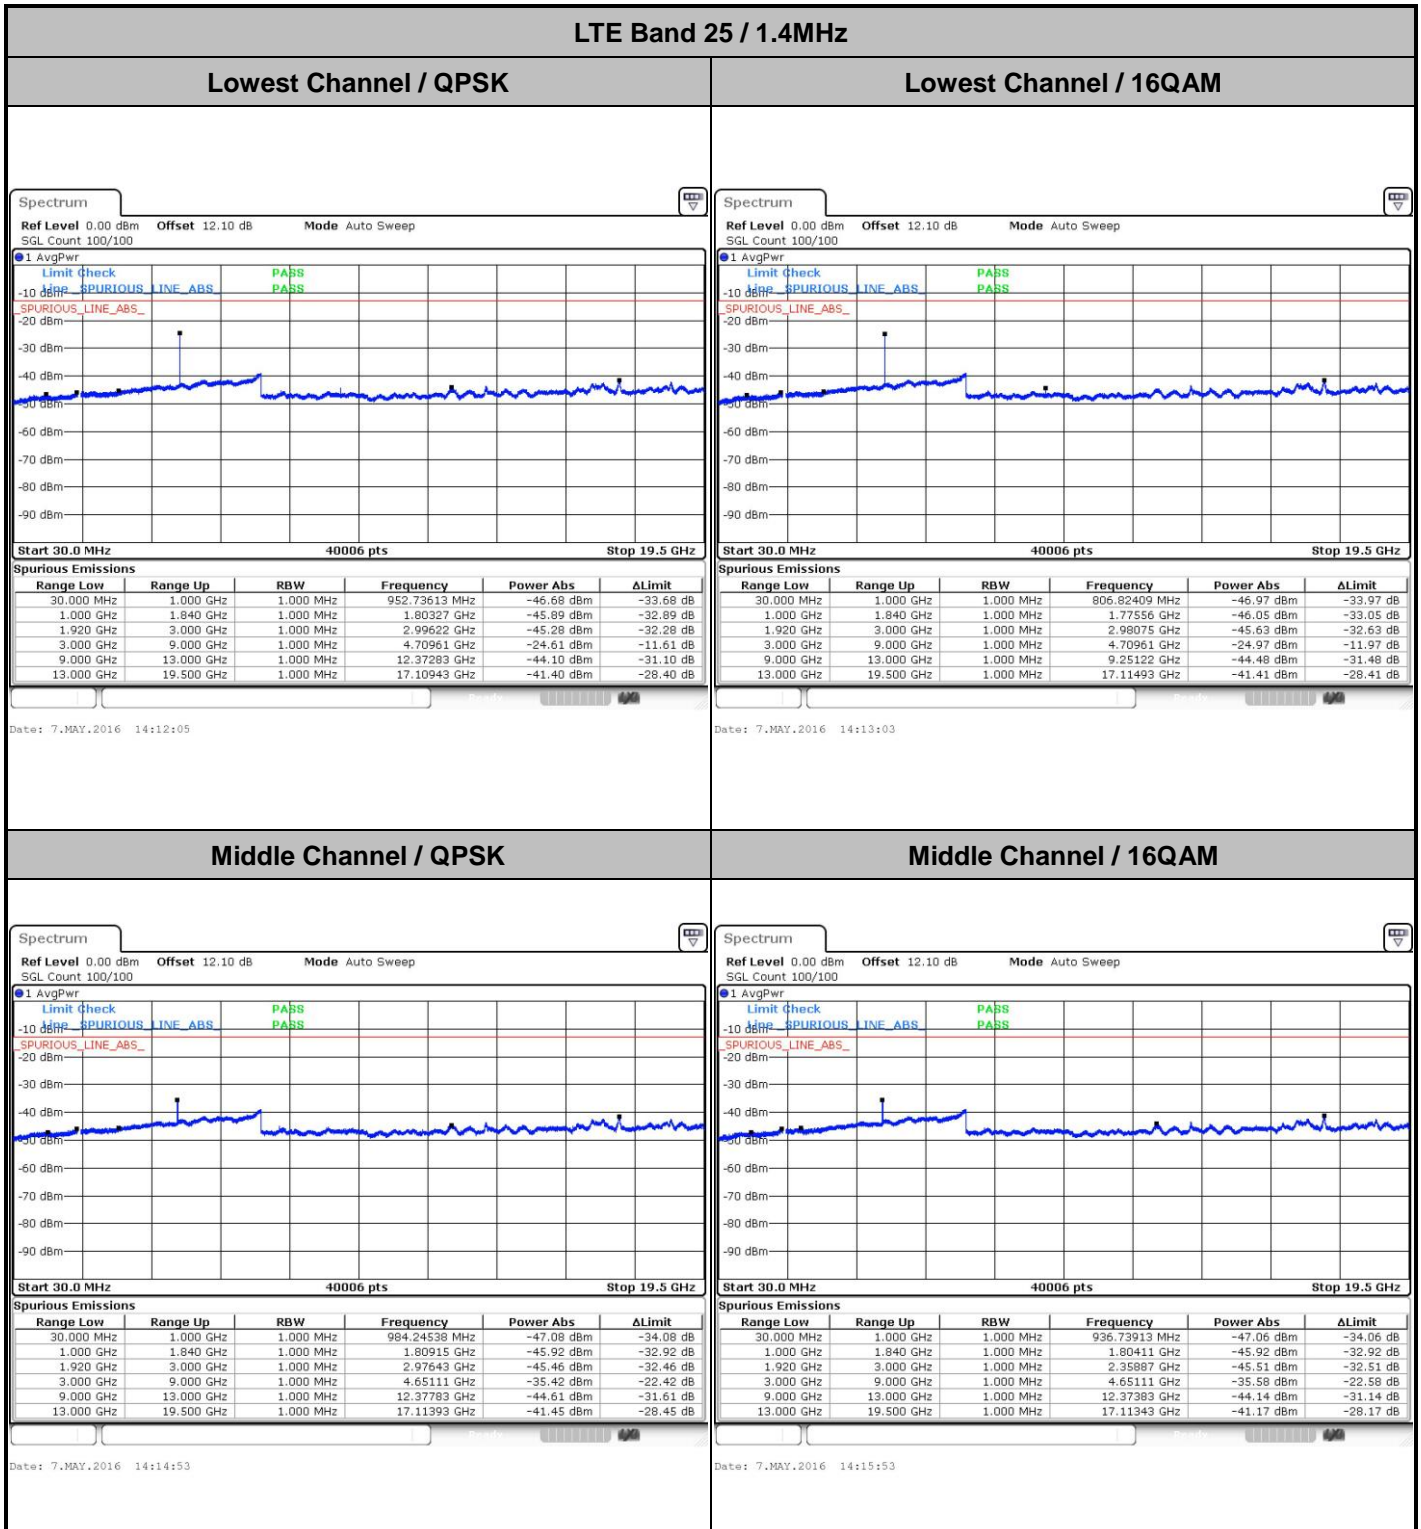 LTE Band 25 / 1.4MHz
Lowest Channel / QPSK
Lowest Channel / 16QAM
Spectrum
Ref Level 0.00 dBm Offset 12.10 dB Mode Auto Sweep
SGL Count 100/100
1 AvgPwr
Limit Check PASS
Line _SPURIOUS_LINE_ABS_ PASS
-10 dBm
_SPURIOUS_LINE_ABS_
-20 dBm
-30 dBm
-40 dBm
-50 dBm
-60 dBm
-70 dBm
-80 dBm
-90 dBm
Start 30.0 MHz 40006 pts Stop 19.5 GHz
Spurious Emissions
Range Low Range Up RBW Frequency Power Abs ΔLimit
30.000 MHz 1.000 GHz 1.000 MHz 952.73613 MHz -46.68 dBm -33.68 dB
1.000 GHz 1.840 GHz 1.000 MHz 1.80327 GHz -45.89 dBm -32.89 dB
1.920 GHz 3.000 GHz 1.000 MHz 2.99622 GHz -45.28 dBm -32.28 dB
3.000 GHz 9.000 GHz 1.000 MHz 4.70961 GHz -24.61 dBm -11.61 dB
9.000 GHz 13.000 GHz 1.000 MHz 12.37283 GHz -44.10 dBm -31.10 dB
13.000 GHz 19.500 GHz 1.000 MHz 17.10943 GHz -41.40 dBm -28.40 dB
Date: 7.MAY.2016 14:12:05
Spectrum
Ref Level 0.00 dBm Offset 12.10 dB Mode Auto Sweep
SGL Count 100/100
1 AvgPwr
Limit Check PASS
Line _SPURIOUS_LINE_ABS_ PASS
-10 dBm
_SPURIOUS_LINE_ABS_
-20 dBm
-30 dBm
-40 dBm
-50 dBm
-60 dBm
-70 dBm
-80 dBm
-90 dBm
Start 30.0 MHz 40006 pts Stop 19.5 GHz
Spurious Emissions
Range Low Range Up RBW Frequency Power Abs ΔLimit
30.000 MHz 1.000 GHz 1.000 MHz 806.82409 MHz -46.97 dBm -33.97 dB
1.000 GHz 1.840 GHz 1.000 MHz 1.77556 GHz -46.05 dBm -33.05 dB
1.920 GHz 3.000 GHz 1.000 MHz 2.98075 GHz -45.63 dBm -32.63 dB
3.000 GHz 9.000 GHz 1.000 MHz 4.70961 GHz -24.97 dBm -11.97 dB
9.000 GHz 13.000 GHz 1.000 MHz 9.25122 GHz -44.48 dBm -31.48 dB
13.000 GHz 19.500 GHz 1.000 MHz 17.11493 GHz -41.41 dBm -28.41 dB
Date: 7.MAY.2016 14:13:03
Middle Channel / QPSK
Middle Channel / 16QAM
Spectrum
Ref Level 0.00 dBm Offset 12.10 dB Mode Auto Sweep
SGL Count 100/100
1 AvgPwr
Limit Check PASS
Line _SPURIOUS_LINE_ABS_ PASS
-10 dBm
_SPURIOUS_LINE_ABS_
-20 dBm
-30 dBm
-40 dBm
-50 dBm
-60 dBm
-70 dBm
-80 dBm
-90 dBm
Start 30.0 MHz 40006 pts Stop 19.5 GHz
Spurious Emissions
Range Low Range Up RBW Frequency Power Abs ΔLimit
30.000 MHz 1.000 GHz 1.000 MHz 984.24538 MHz -47.08 dBm -34.08 dB
1.000 GHz 1.840 GHz 1.000 MHz 1.80915 GHz -45.92 dBm -32.92 dB
1.920 GHz 3.000 GHz 1.000 MHz 2.97643 GHz -45.46 dBm -32.46 dB
3.000 GHz 9.000 GHz 1.000 MHz 4.65111 GHz -35.42 dBm -22.42 dB
9.000 GHz 13.000 GHz 1.000 MHz 12.37783 GHz -44.61 dBm -31.61 dB
13.000 GHz 19.500 GHz 1.000 MHz 17.11393 GHz -41.45 dBm -28.45 dB
Ready
Date: 7.MAY.2016 14:14:53
Spectrum
Ref Level 0.00 dBm Offset 12.10 dB Mode Auto Sweep
SGL Count 100/100
1 AvgPwr
Limit Check PASS
Line _SPURIOUS_LINE_ABS_ PASS
-10 dBm
_SPURIOUS_LINE_ABS_
-20 dBm
-30 dBm
-40 dBm
-50 dBm
-60 dBm
-70 dBm
-80 dBm
-90 dBm
Start 30.0 MHz 40006 pts Stop 19.5 GHz
Spurious Emissions
Range Low Range Up RBW Frequency Power Abs ΔLimit
30.000 MHz 1.000 GHz 1.000 MHz 936.73913 MHz -47.06 dBm -34.06 dB
1.000 GHz 1.840 GHz 1.000 MHz 1.80411 GHz -45.92 dBm -32.92 dB
1.920 GHz 3.000 GHz 1.000 MHz 2.35887 GHz -45.51 dBm -32.51 dB
3.000 GHz 9.000 GHz 1.000 MHz 4.65111 GHz -35.58 dBm -22.58 dB
9.000 GHz 13.000 GHz 1.000 MHz 12.37383 GHz -44.14 dBm -31.14 dB
13.000 GHz 19.500 GHz 1.000 MHz 17.11343 GHz -41.17 dBm -28.17 dB
Ready
Date: 7.MAY.2016 14:15:53